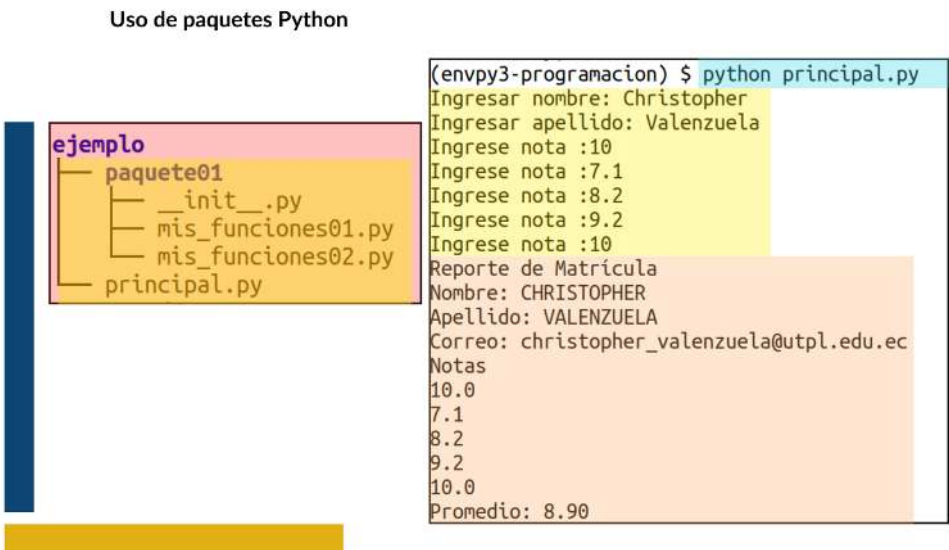 Uso de paquetes Python
ejemplo
paquete01
__init__.py
mis_funciones01.py
mis_funciones02.py
principal.py
(envpy3-programacion) $ python principal.py
Ingresar nombre: Christopher
Ingresar apellido: Valenzuela
Ingrese nota :10
Ingrese nota :7.1
Ingrese nota :8.2
Ingrese nota :9.2
Ingrese nota :10
Reporte de Matrícula
Nombre: CHRISTOPHER
Apellido: VALENZUELA
Correo: christopher_valenzuela@utpl.edu.ec
Notas
10.0
7.1
8.2
9.2
10.0
Promedio: 8.90